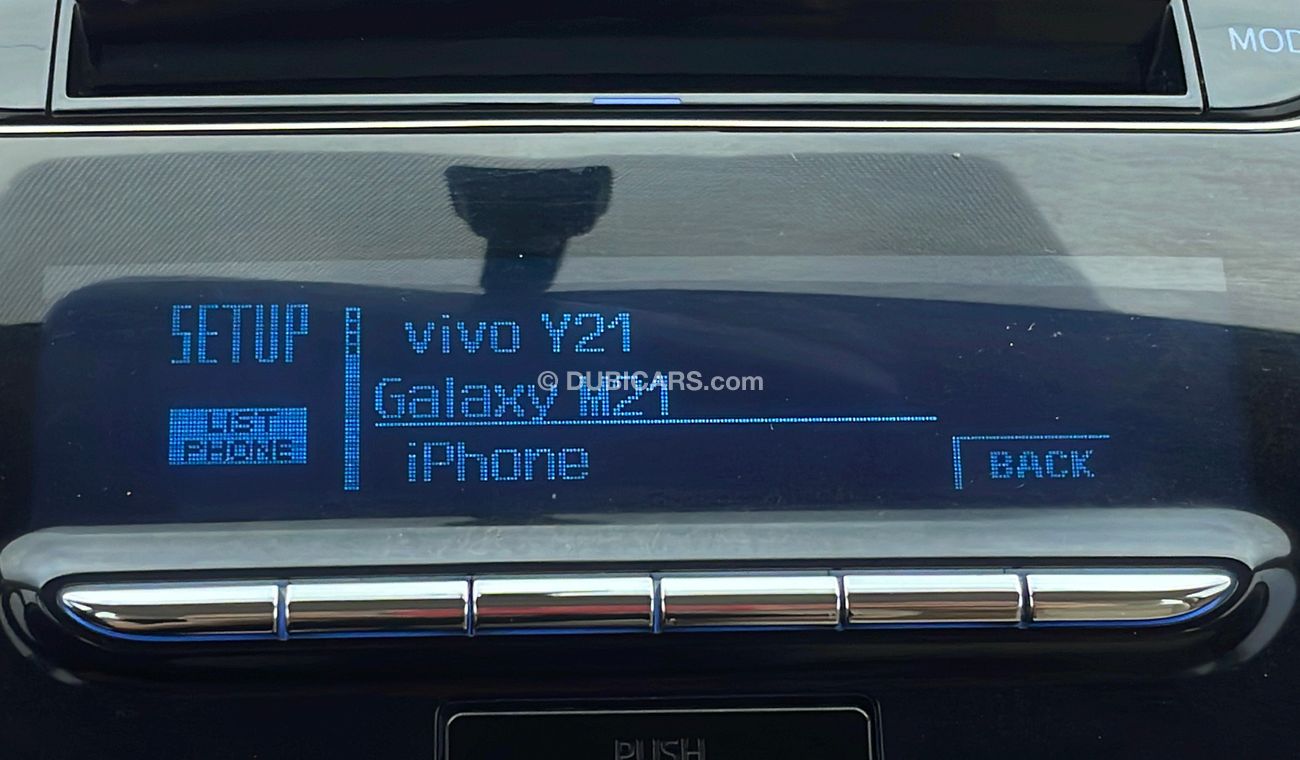 MOD
SETUP
vivo Y21
© DUBICARS.com
Galaxy M21
LIST
PHONE
iPhone
BACK
PUSH